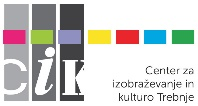 cik
Center za
izobraževanje in
kulturo Trebnje